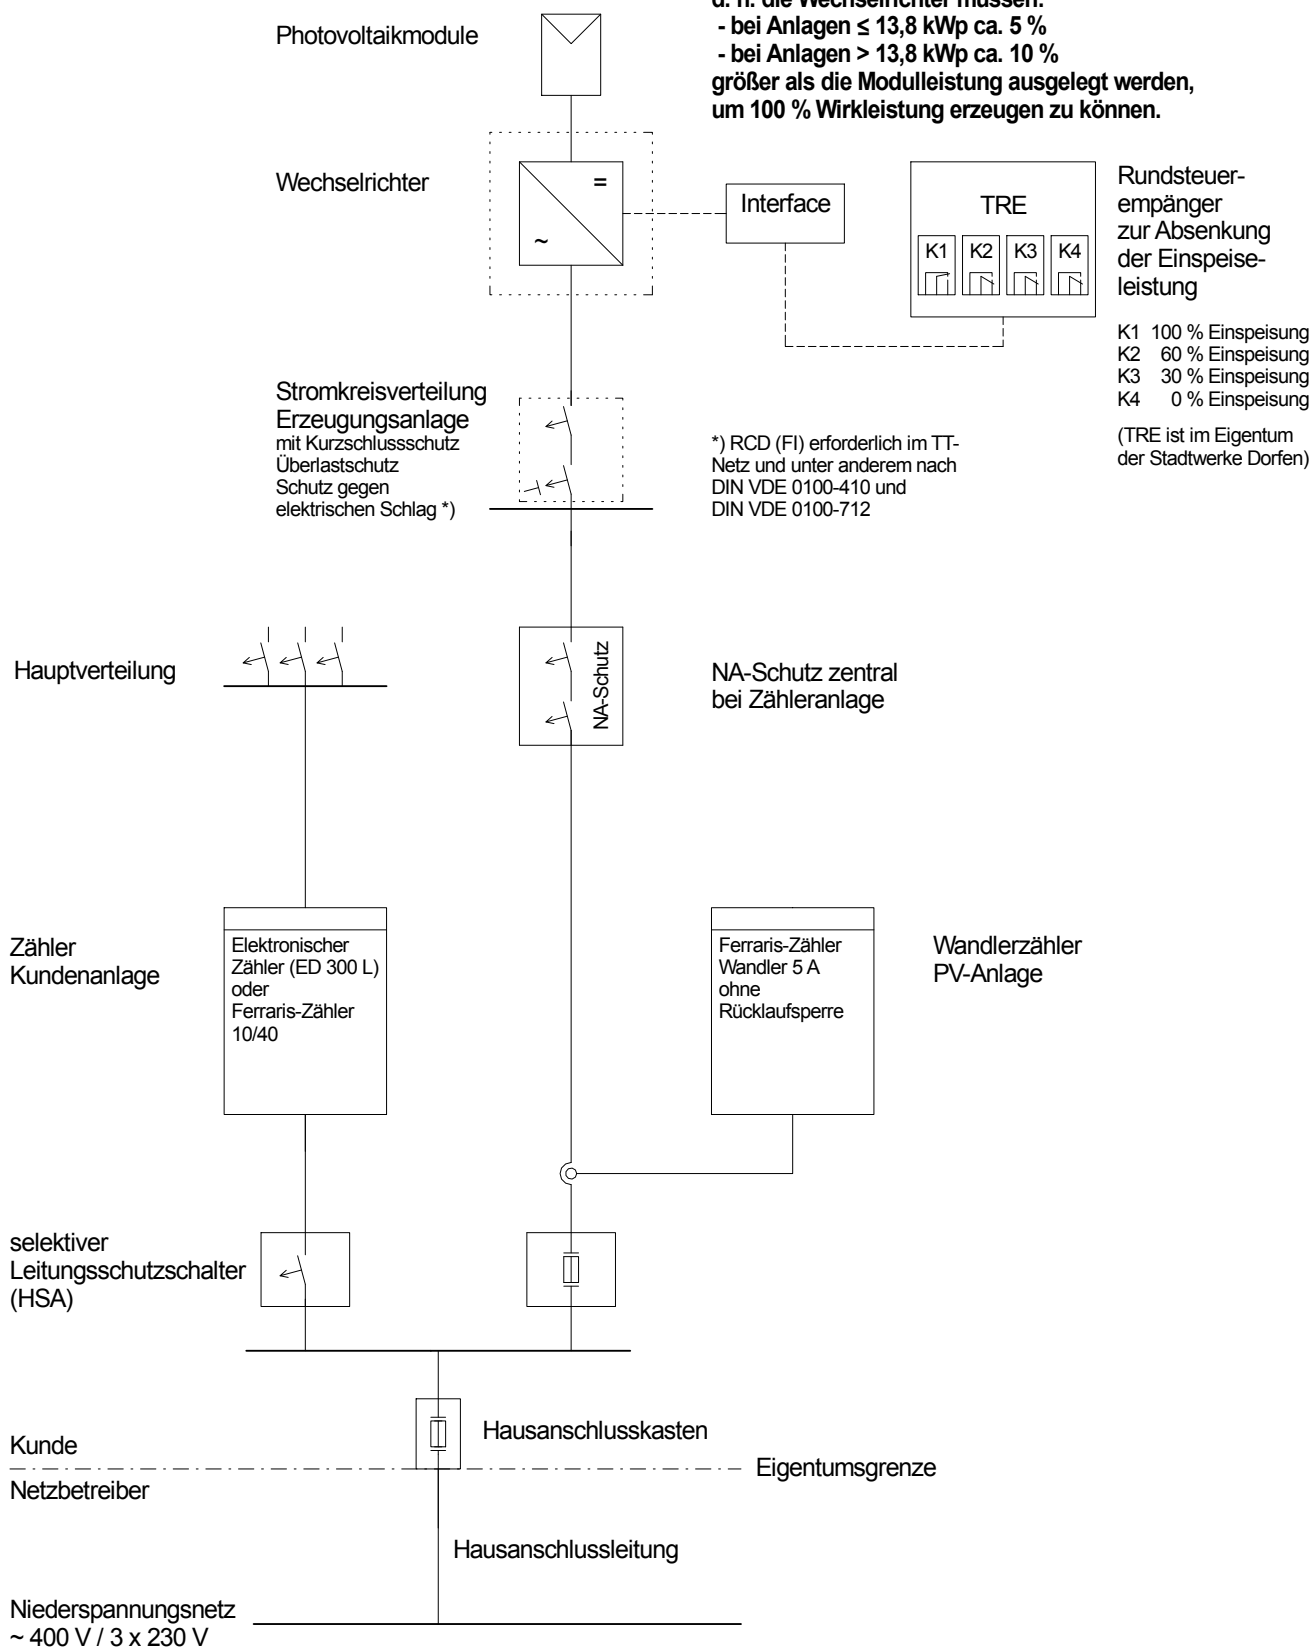 d. h. die Wechselrichter müssen:
- bei Anlagen ≤ 13,8 kWp ca. 5 %
- bei Anlagen > 13,8 kWp ca. 10 %
größer als die Modulleistung ausgelegt werden,
um 100 % Wirkleistung erzeugen zu können.
Photovoltaikmodule
Wechselrichter
=
~
Interface
TRE
K1 K2 K3 K4
Rundsteuer-
empänger
zur Absenkung
der Einspeise-
leistung
K1 100 % Einspeisung
K2 60 % Einspeisung
K3 30 % Einspeisung
K4 0 % Einspeisung
(TRE ist im Eigentum
der Stadtwerke Dorfen)
Stromkreisverteilung
Erzeugungsanlage
mit Kurzschlussschutz
Überlastschutz
Schutz gegen
elektrischen Schlag *)
*) RCD (FI) erforderlich im TT-
Netz und unter anderem nach
DIN VDE 0100-410 und
DIN VDE 0100-712
Hauptverteilung
NA-Schutz
NA-Schutz zentral
bei Zähleranlage
Zähler
Kundenanlage
Elektronischer
Zähler (ED 300 L)
oder
Ferraris-Zähler
10/40
Ferraris-Zähler
Wandler 5 A
ohne
Rücklaufsperre
Wandlerzähler
PV-Anlage
selektiver
Leitungsschutzschalter
(HSA)
Hausanschlusskasten
Kunde
Eigentumsgrenze
Netzbetreiber
Hausanschlussleitung
Niederspannungsnetz
~ 400 V / 3 x 230 V